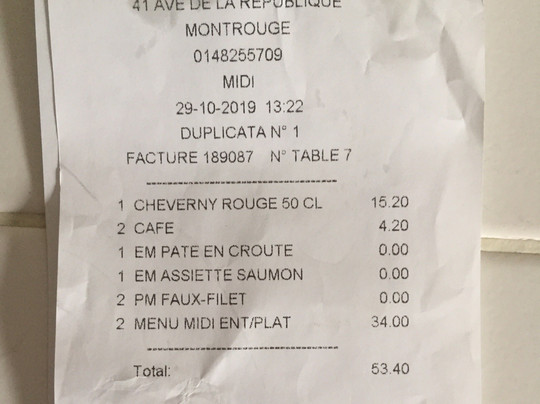 41 AVE DE LA REPUBLIQUE
MONTROUGE
0148255709
MIDI
29-10-2019 13:22
DUPLICATA N° 1
FACTURE 189087 N° TABLE 7
1 CHEVERNY ROUGE 50 CL 15.20
2 CAFE 4.20
1 EM PATE EN CROUTE 0.00
1 EM ASSIETTE SAUMON 0.00
2 PM FAUX-FILET 0.00
2 MENU MIDI ENT/PLAT 34.00
Total: 53.40